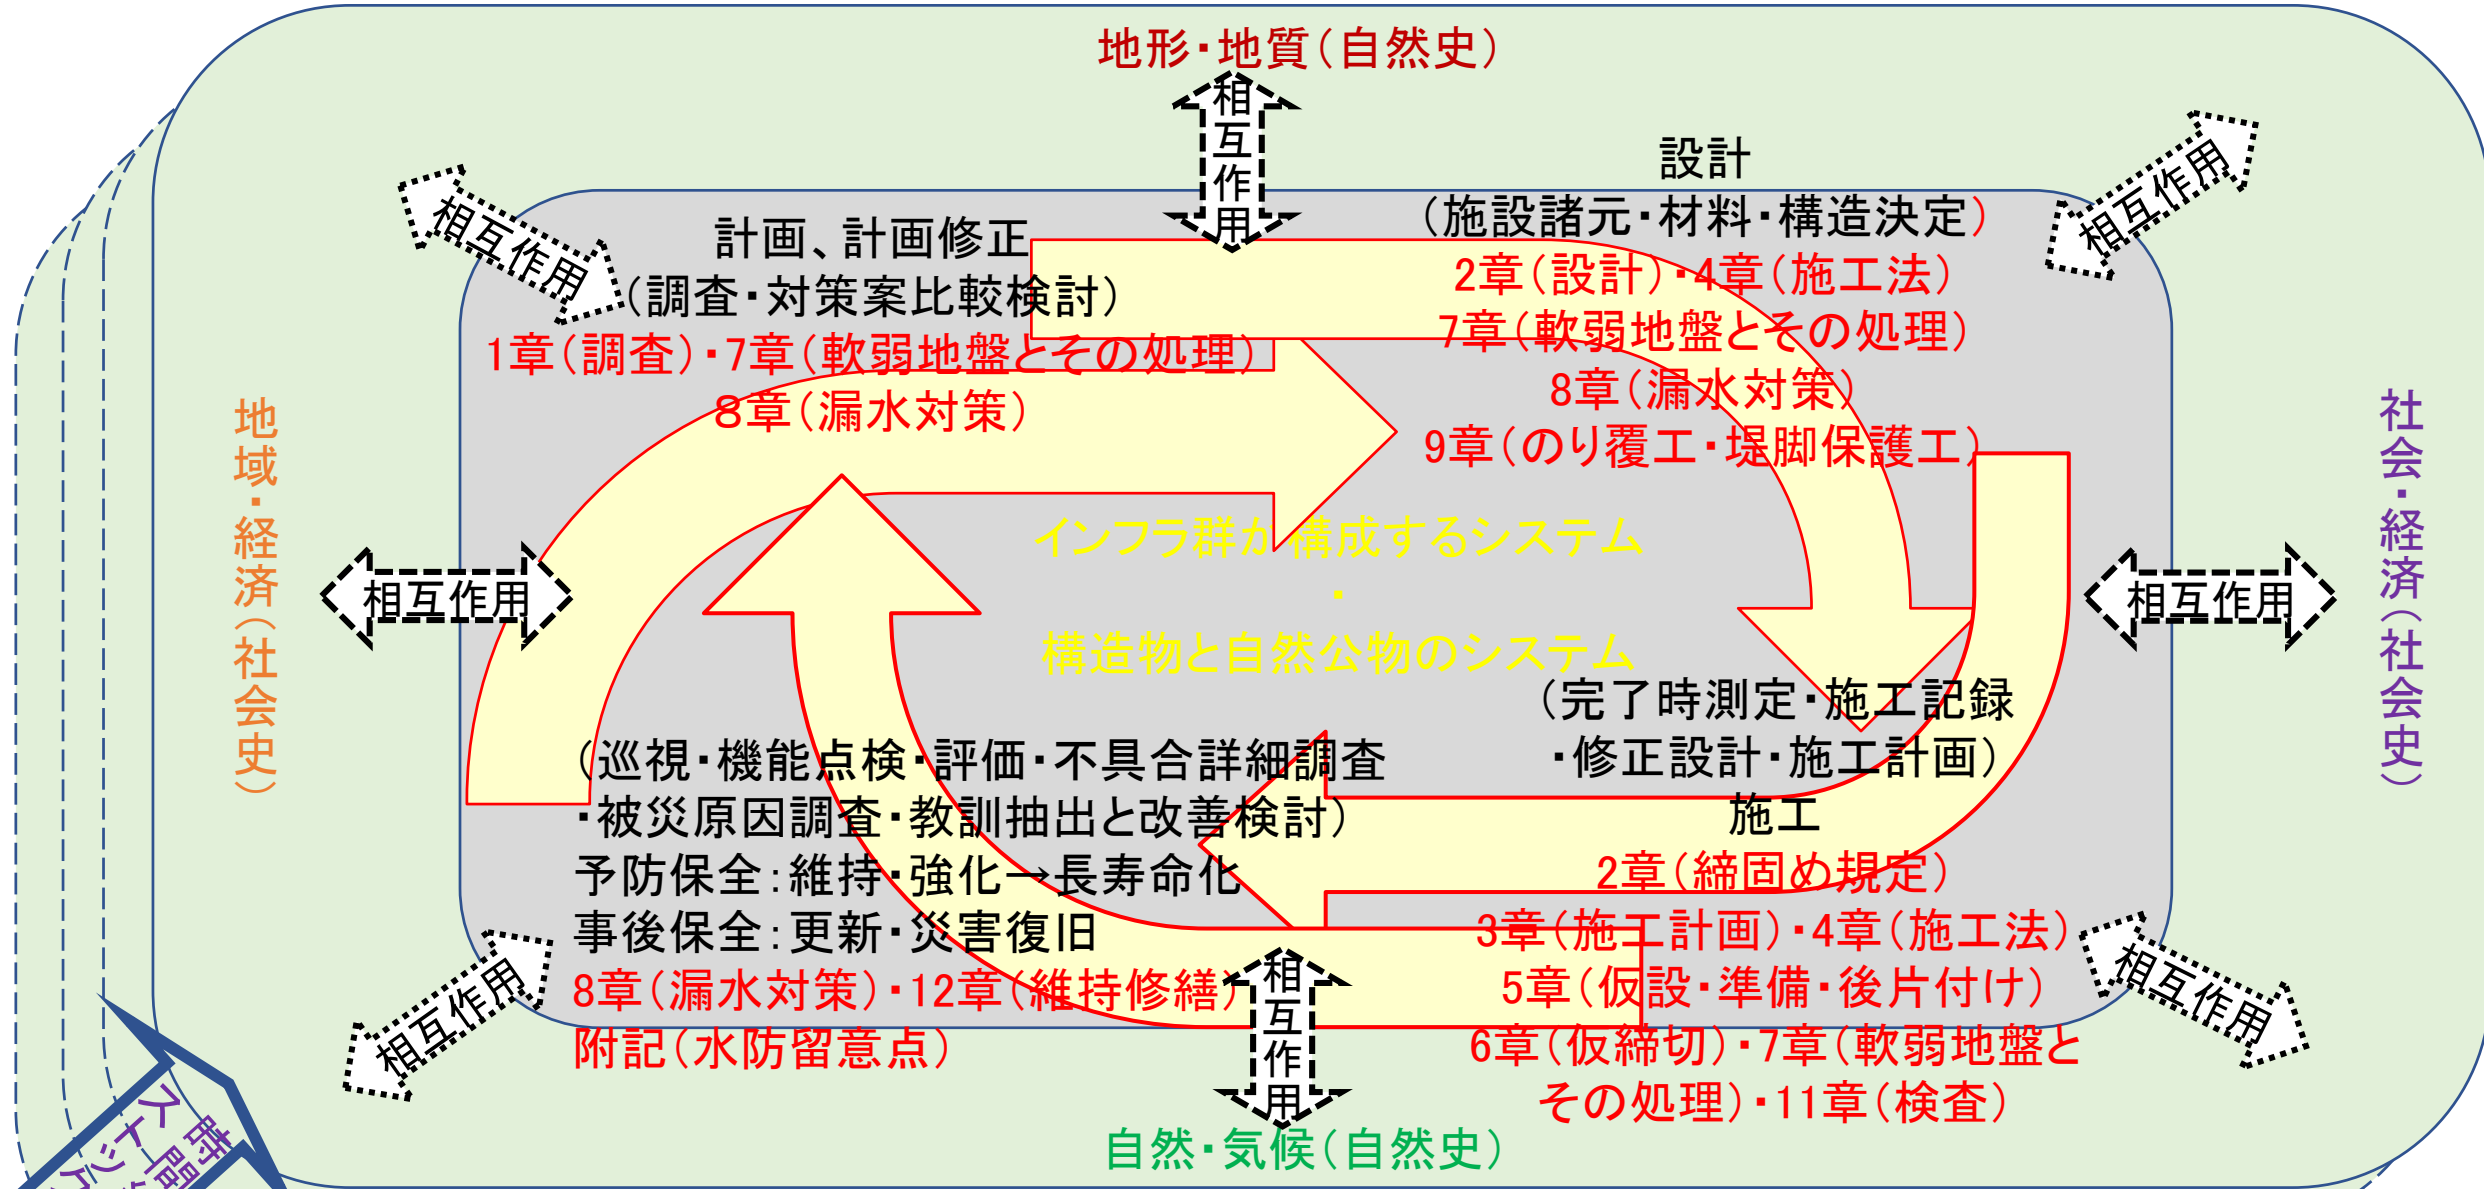 地形・地質（自然史）
相互作用
設計
（施設諸元・材料・構造決定）
2章（設計）・4章（施工法）
7章（軟弱地盤とその処理）
8章（漏水対策）
9章（のり覆工・堤脚保護工）
相互作用
相互作用
計画、計画修正
（調査・対策案比較検討）
1章（調査）・7章（軟弱地盤とその処理）
８章（漏水対策）
地域・経済（社会史）
相互作用
インフラ群が構成するシステム
・
構造物と自然公物のシステム
相互作用
社会・経済（社会史）
（完了時測定・施工記録
・修正設計・施工計画）
施工
2章（締固め規定）
3章（施工計画）・4章（施工法）
5章（仮設・準備・後片付け）
6章（仮締切）・7章（軟弱地盤と
その処理）・11章（検査）
（巡視・機能点検・評価・不具合詳細調査
・被災原因調査・教訓抽出と改善検討）
予防保全：維持・強化→長寿命化
事後保全：更新・災害復旧
8章（漏水対策）・12章（維持修繕）
附記（水防留意点）
相互作用
相互作用
相互作用
自然・気候（自然史）
時間
ストッ